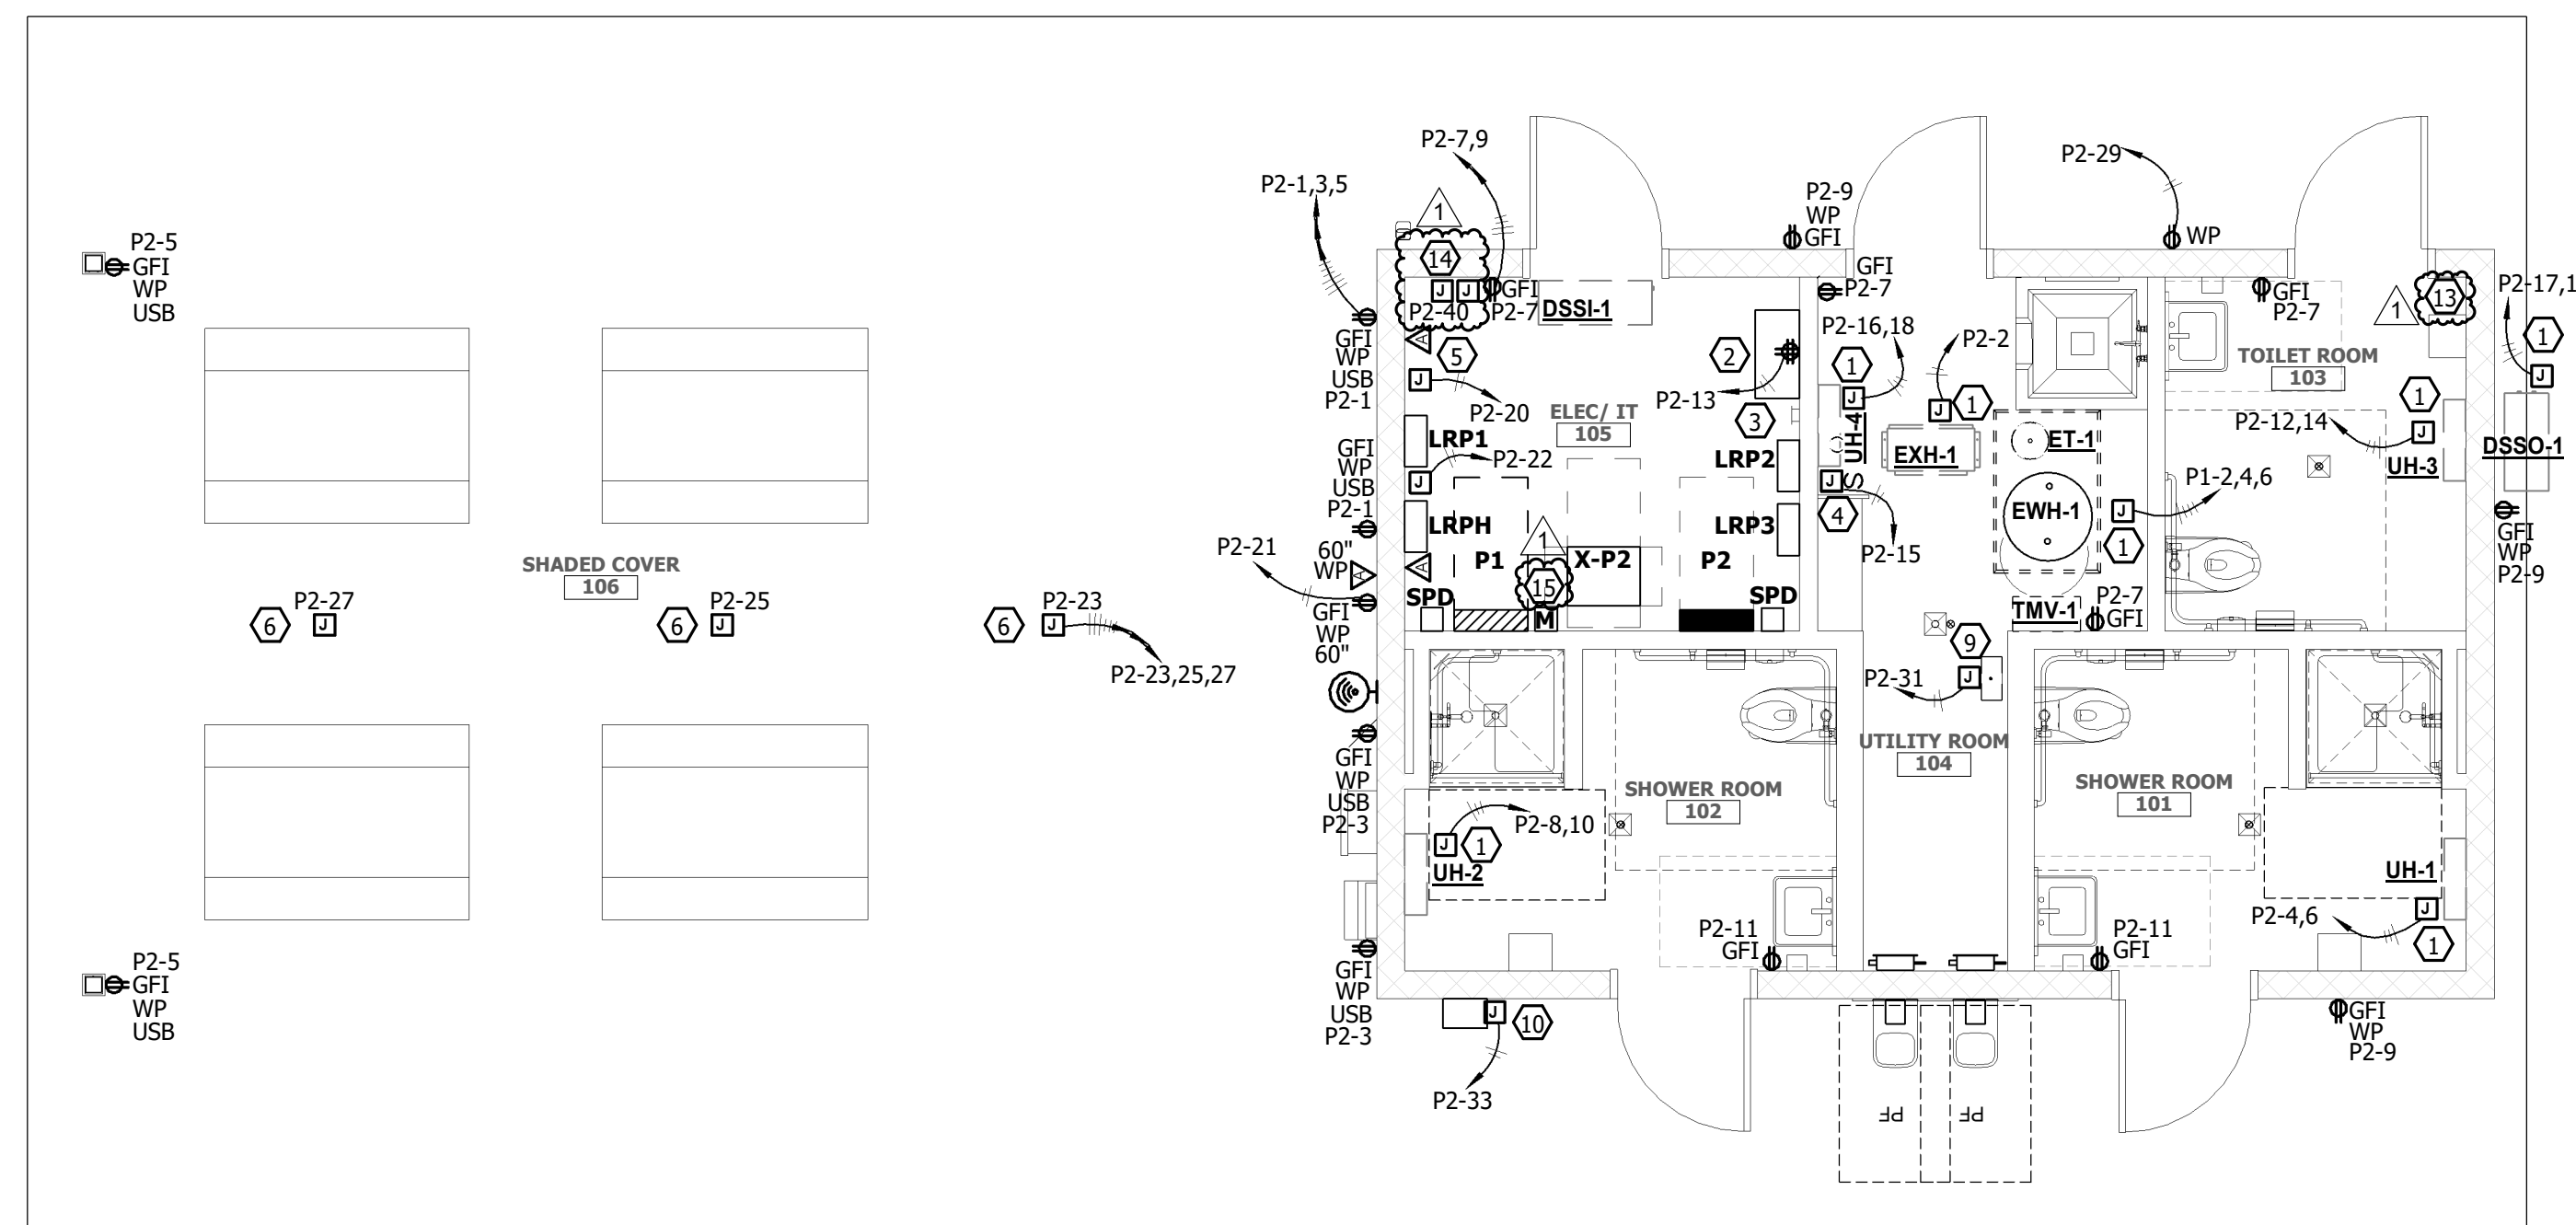 P2-5
GFI
WP
USB
SHADED COVER
106
6
P2-27
6
P2-25
6
P2-23
P2-23,25,27
P2-5
GFI
WP
USB
P2-1,3,5
P2-7,9
1
14
J
J
GFI
P2-40
P2-7
DSSI-1
GFI
WP
USB
P2-1
A
5
J
P2-20
LRP1
GFI
WP
USB
P2-1
J
P2-22
LRPH
ELEC/ IT
105
2
P2-13
3
LRP2
LRP3
P2-21
60"
WP
A
A
GFI
WP
60"
SPD
P1
1
15
M
X-P2
P2
SPD
P2-9
WP
GFI
GFI
P2-7
P2-16,18
1
J
UH-4
J
S
4
P2-15
P2-2
J
1
EXH-1
ET-1
EWH-1
J
1
P1-2,4,6
TMV-1
P2-7
GFI
P2-29
WP
GFI
P2-7
TOILET ROOM
103
1
13
P2-17,1
1
J
DSSO-1
1
P2-12,14
J
UH-3
GFI
WP
P2-9
9
J
P2-31
UTILITY ROOM
104
SHOWER ROOM
102
SHOWER ROOM
101
GFI
WP
USB
P2-3
P2-8,10
J
1
UH-2
UH-1
P2-4,6
J
1
P2-11
GFI
P2-11
GFI
GFI
WP
USB
P2-3
J
10
P2-33
PF
PF
GFI
WP
P2-9
J
J
J